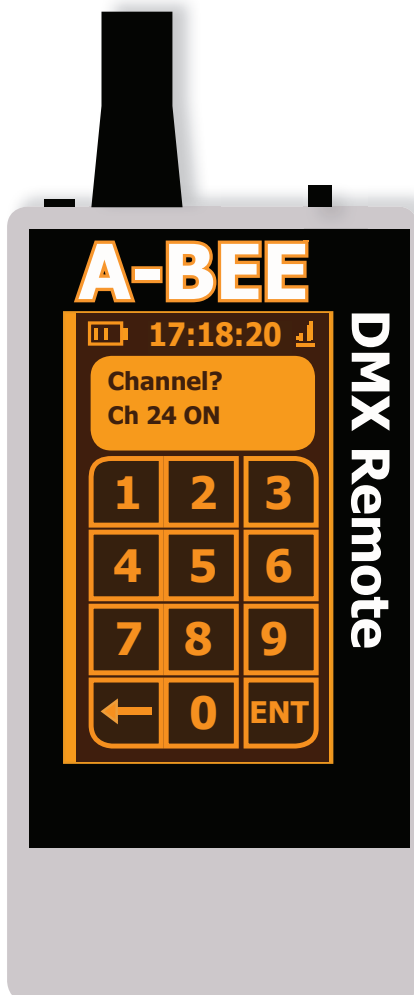 A-BEE
17:18:20
Channel?
Ch 24 ON
1 2 3
4 5 6
7 8 9
0 ENT
DMX Remote